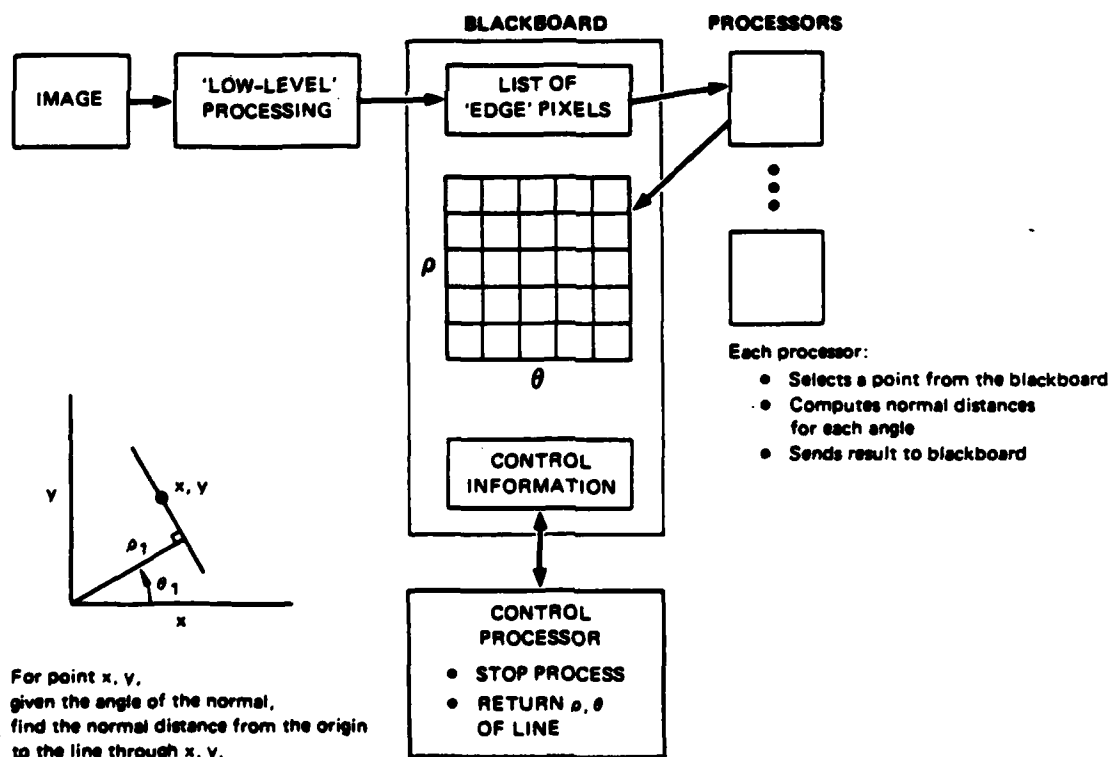 BLACKBOARD
PROCESSORS
IMAGE
'LOW-LEVEL'
PROCESSING
LIST OF
'EDGE' PIXELS
ρ
θ
Each processor:
● Selects a point from the blackboard
● Computes normal distances
for each angle
● Sends result to blackboard
CONTROL
INFORMATION
y
x, y
ρ1
θ1
x
CONTROL
PROCESSOR
● STOP PROCESS
● RETURN ρ, θ
OF LINE
For point x, y,
given the angle of the normal,
find the normal distance from the origin
to the line through x, y.